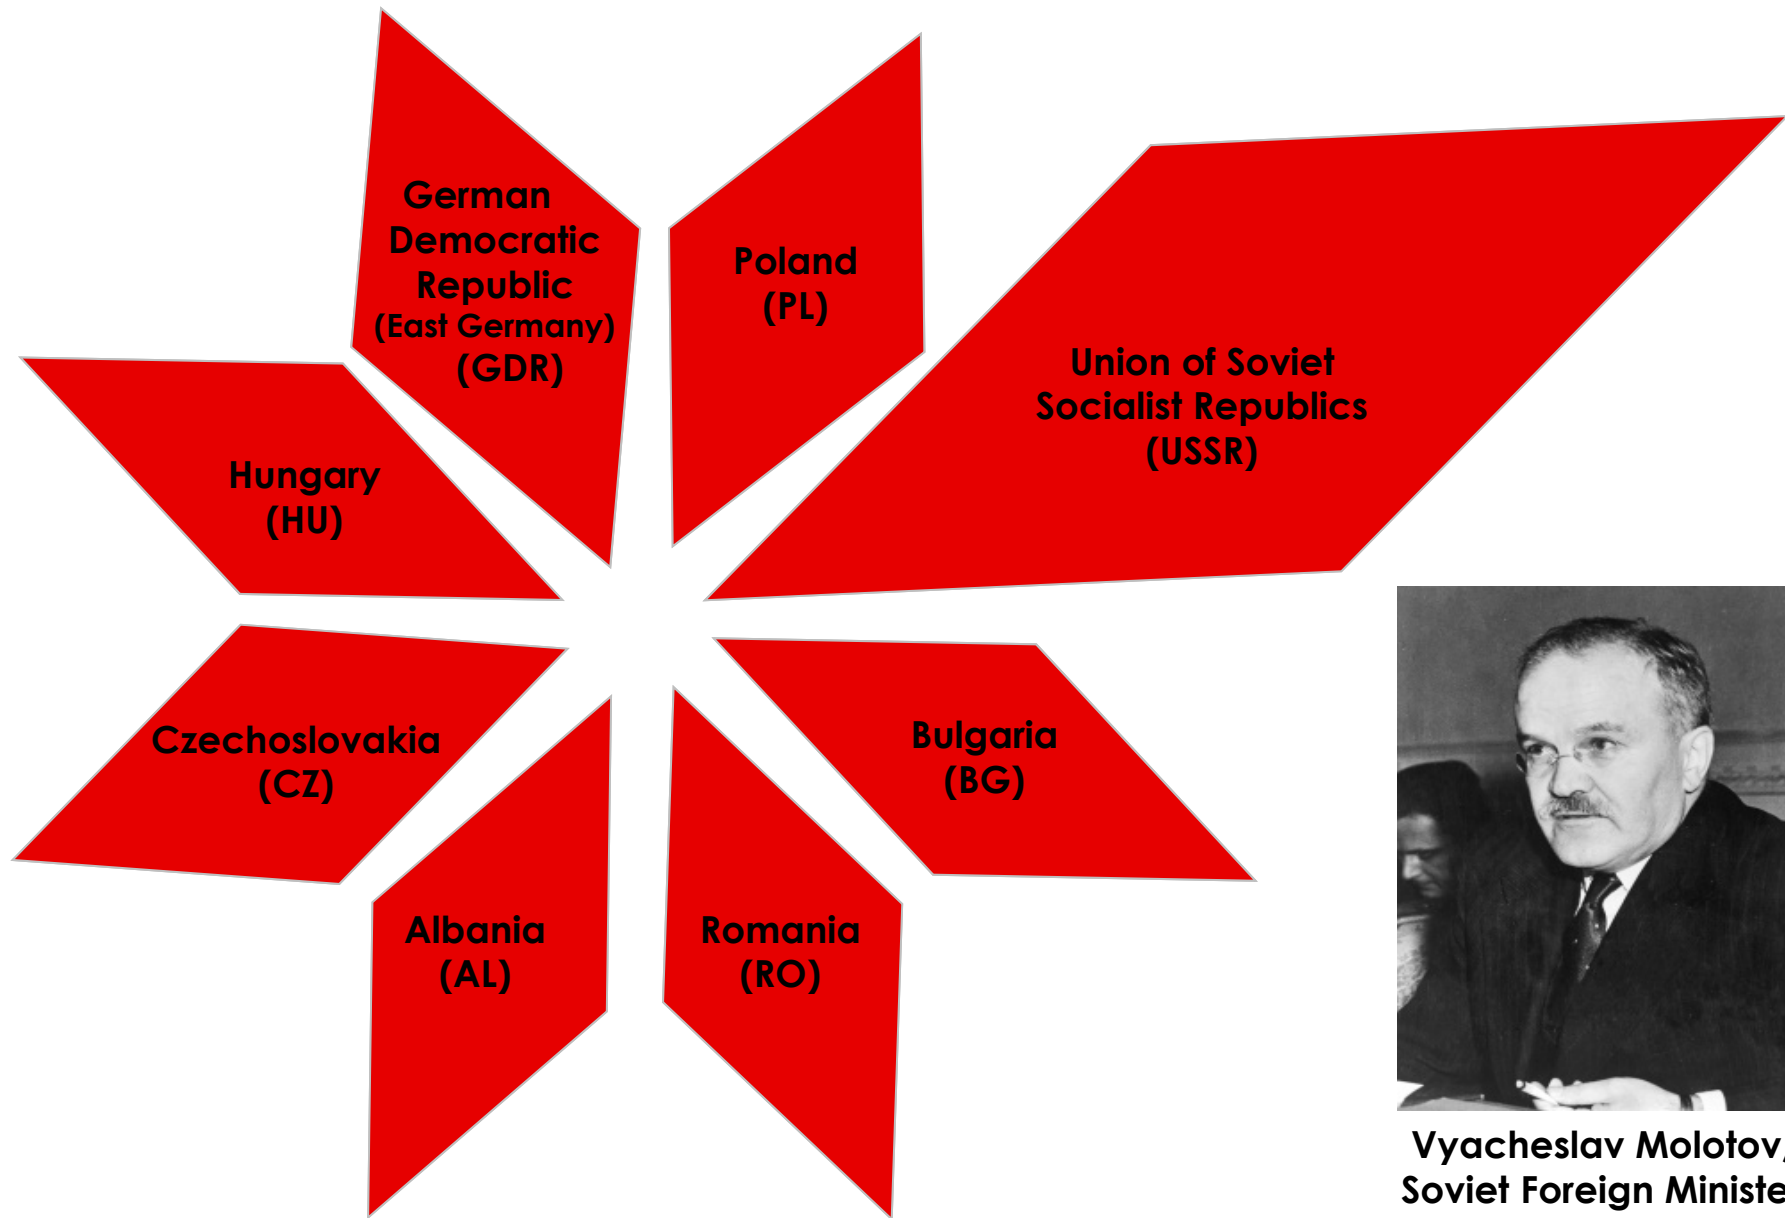 German
Democratic
Republic
(East Germany)
(GDR)
Poland
(PL)
Union of Soviet
Socialist Republics
(USSR)
Hungary
(HU)
Czechoslovakia
(CZ)
Bulgaria
(BG)
Albania
(AL)
Romania
(RO)
Vyacheslav Molotov,
Soviet Foreign Ministe